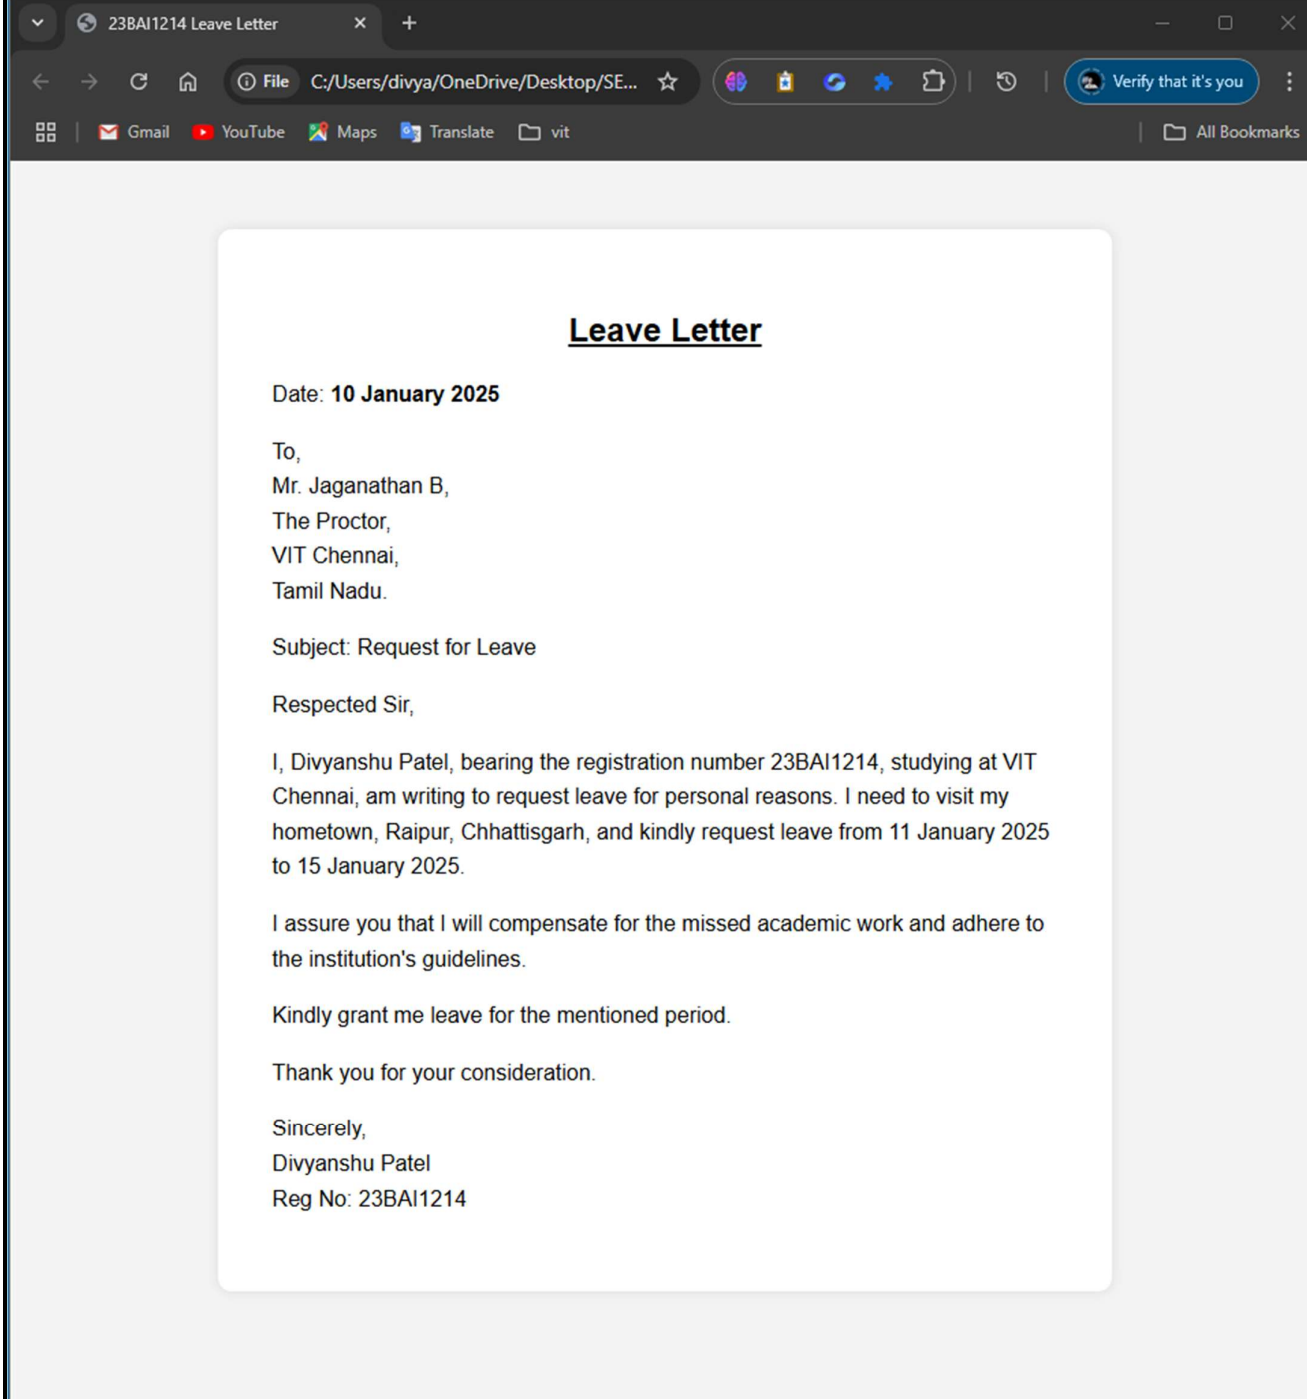 23BAI1214 Leave Letter
File C:/Users/divya/OneDrive/Desktop/SE... Verify that it's you
Gmail YouTube Maps Translate vit All Bookmarks
Leave Letter
Date: 10 January 2025
To,
Mr. Jaganathan B,
The Proctor,
VIT Chennai,
Tamil Nadu.
Subject: Request for Leave
Respected Sir,
I, Divyanshu Patel, bearing the registration number 23BAI1214, studying at VIT
Chennai, am writing to request leave for personal reasons. I need to visit my
hometown, Raipur, Chhattisgarh, and kindly request leave from 11 January 2025
to 15 January 2025.
I assure you that I will compensate for the missed academic work and adhere to
the institution's guidelines.
Kindly grant me leave for the mentioned period.
Thank you for your consideration.
Sincerely,
Divyanshu Patel
Reg No: 23BAI1214